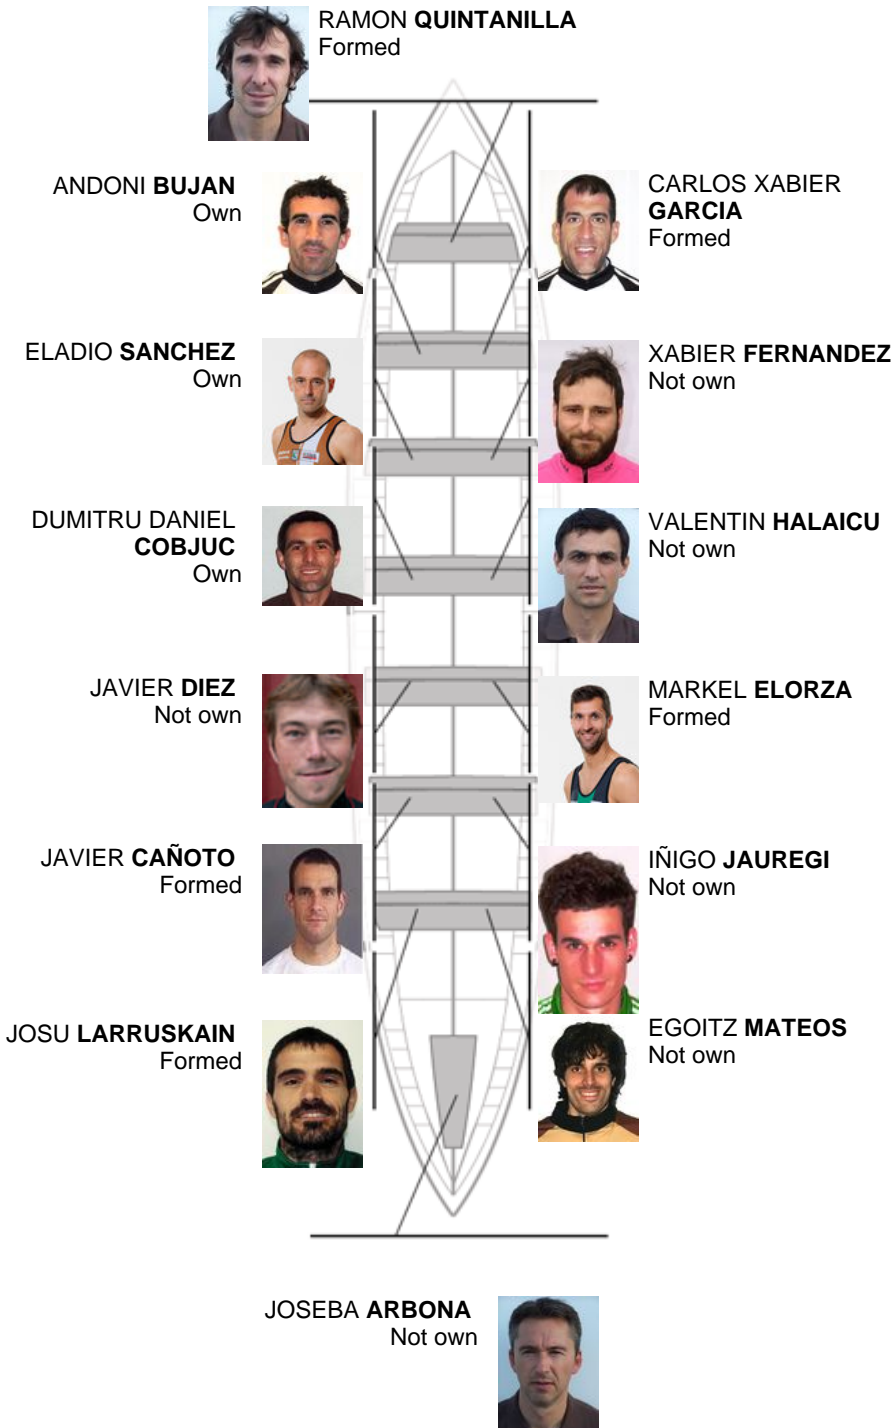 RAMON QUINTANILLA
Formed
ANDONI BUJAN
Own
CARLOS XABIER
GARCIA
Formed
ELADIO SANCHEZ
Own
XABIER FERNANDEZ
Not own
DUMITRU DANIEL
COBJUC
Own
VALENTIN HALAICU
Not own
JAVIER DIEZ
Not own
MARKEL ELORZA
Formed
JAVIER CAÑOTO
Formed
IÑIGO JAUREGI
Not own
JOSU LARRUSKAIN
Formed
EGOITZ MATEOS
Not own
JOSEBA ARBONA
Not own